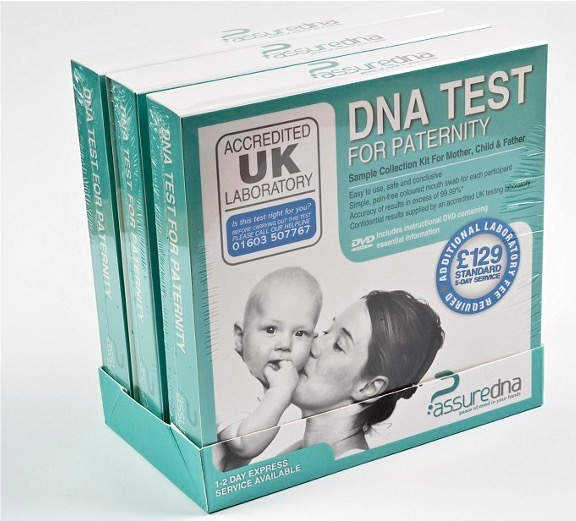 assuredna
assuredna
assuredna
DNA TEST FOR PATERNITY
DNA TEST FOR PATERNITY
DNA TEST FOR PATERNITY
ACCREDITED
UK
LABORATORY
Is this test right for you?
BEFORE CARRYING OUT THIS TEST
PLEASE CALL OUR HELPLINE
01603 507767
DNA TEST
FOR PATERNITY
Sample Collection Kit For Mother, Child & Father
Easy to use, safe and conclusive
Simple, pain-free coloured mouth swab for each participant
Accuracy of results in excess of 99.99%*
Confidential results supplied by an accredited UK testing laboratory
DVD Includes instructional DVD containing
essential information
ADDITIONAL LABORATORY
FEE REQUIRED
£129
STANDARD
5-DAY SERVICE
assuredna
peace of mind in your hands
1-2 DAY EXPRESS
SERVICE AVAILABLE